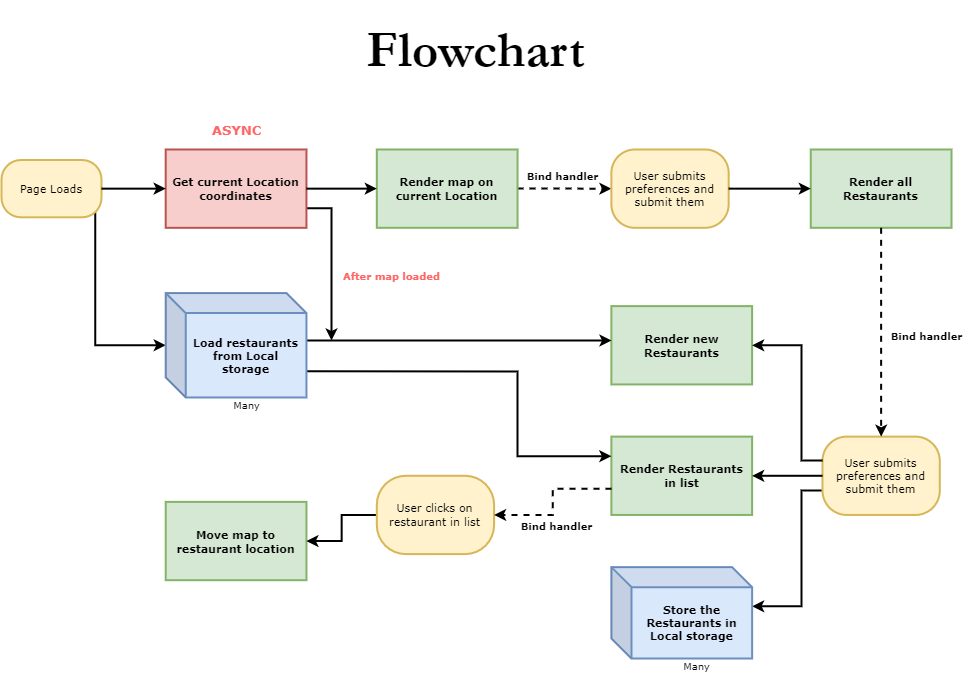 Flowchart
ASYNC
Page Loads
Get current Location
coordinates
Render map on
current Location
Bind handler
User submits
preferences and
submit them
Render all
Restaurants
After map loaded
Load restaurants
from Local
storage
Many
Render new
Restaurants
Bind handler
Render Restaurants
in list
User submits
preferences and
submit them
User clicks on
restaurant in list
Bind handler
Move map to
restaurant location
Store the
Restaurants in
Local storage
Many